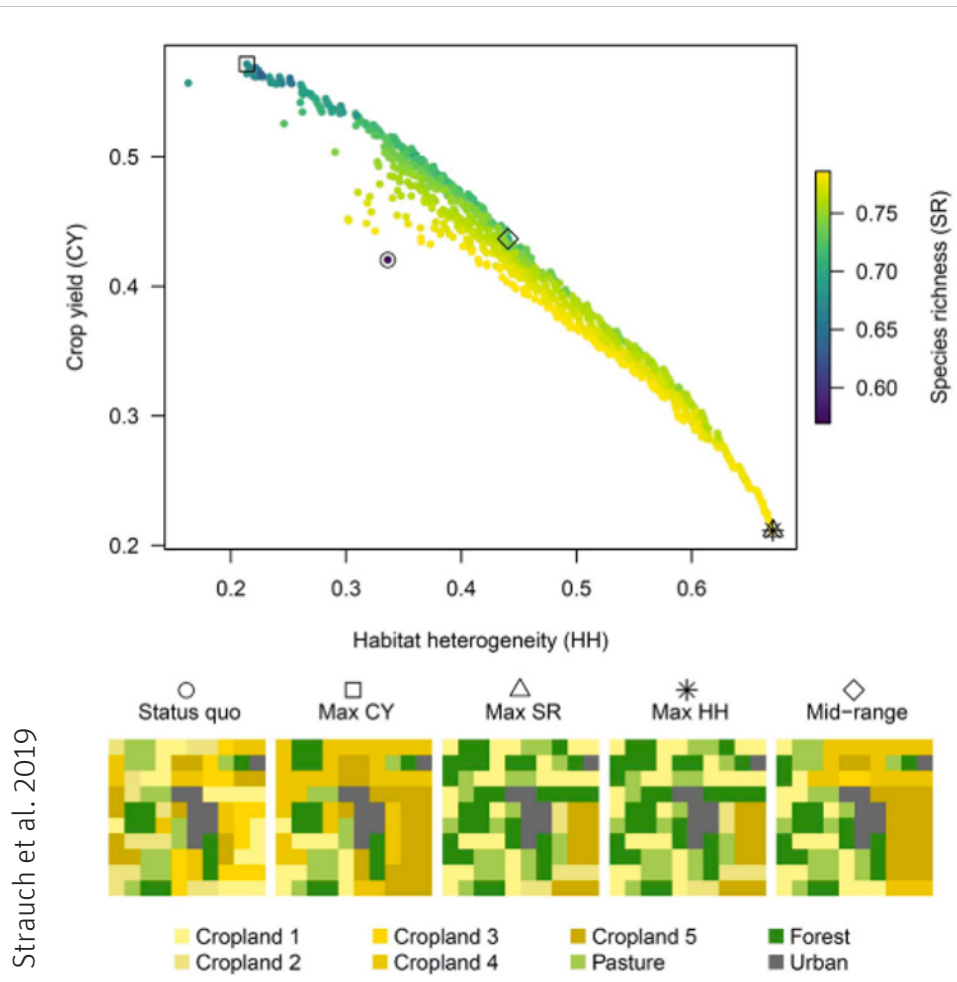 0.5
0.4
0.3
0.2
Crop yield (CY)
0.2 0.3 0.4 0.5 0.6
Habitat heterogeneity (HH)
0.75
0.70
0.65
0.60
Species richness (SR)
Status quo Max CY Max SR Max HH Mid−range
Cropland 1 Cropland 3 Cropland 5 Forest
Cropland 2 Cropland 4 Pasture Urban
Strauch et al. 2019